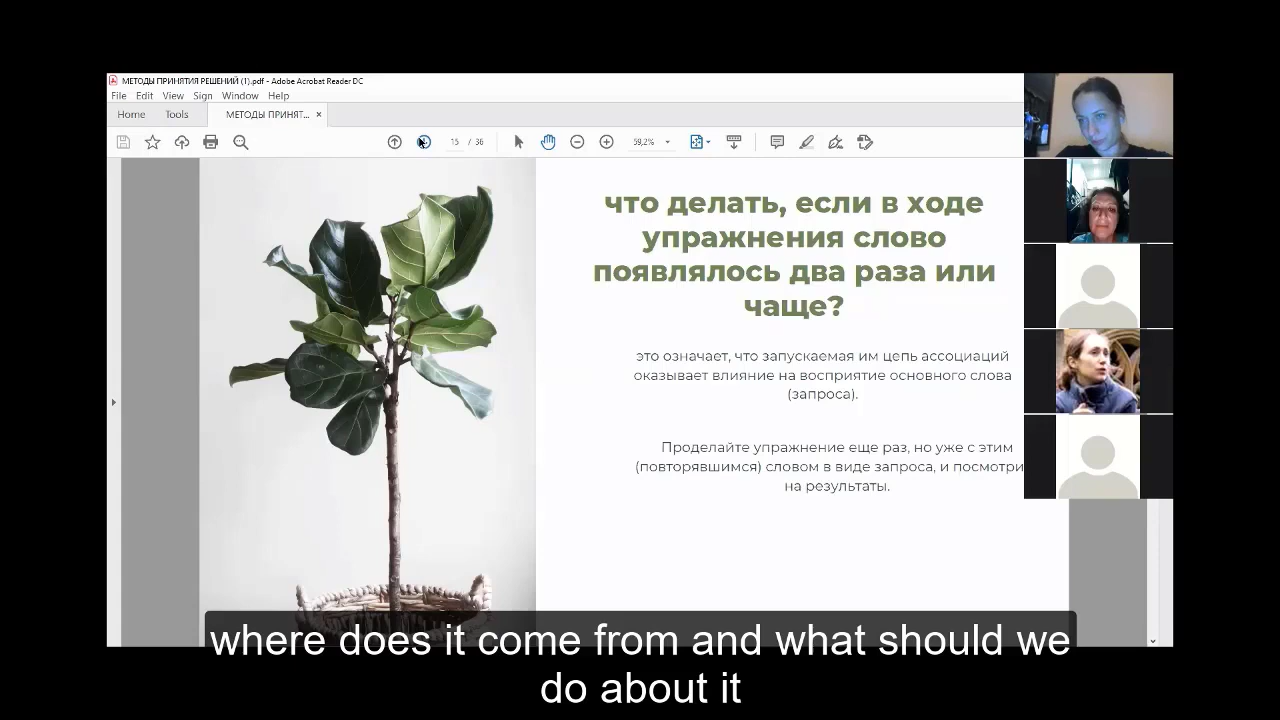 МЕТОДЫ ПРИНЯТИЯ РЕШЕНИЙ (1).pdf - Adobe Acrobat Reader DC
File Edit View Sign Window Help
Home Tools МЕТОДЫ ПРИНЯТ... ×
15 / 36 59,2%
что делать, если в ходе
упражнения слово
появлялось два раза или
чаще?
это означает, что запускаемая им цепь ассоциаций
оказывает влияние на восприятие основного слова
(запроса).
Проделайте упражнение еще раз, но уже с этим
(повторявшимся) словом в виде запроса, и посмотри
на результаты.
where does it come from and what should we
do about it